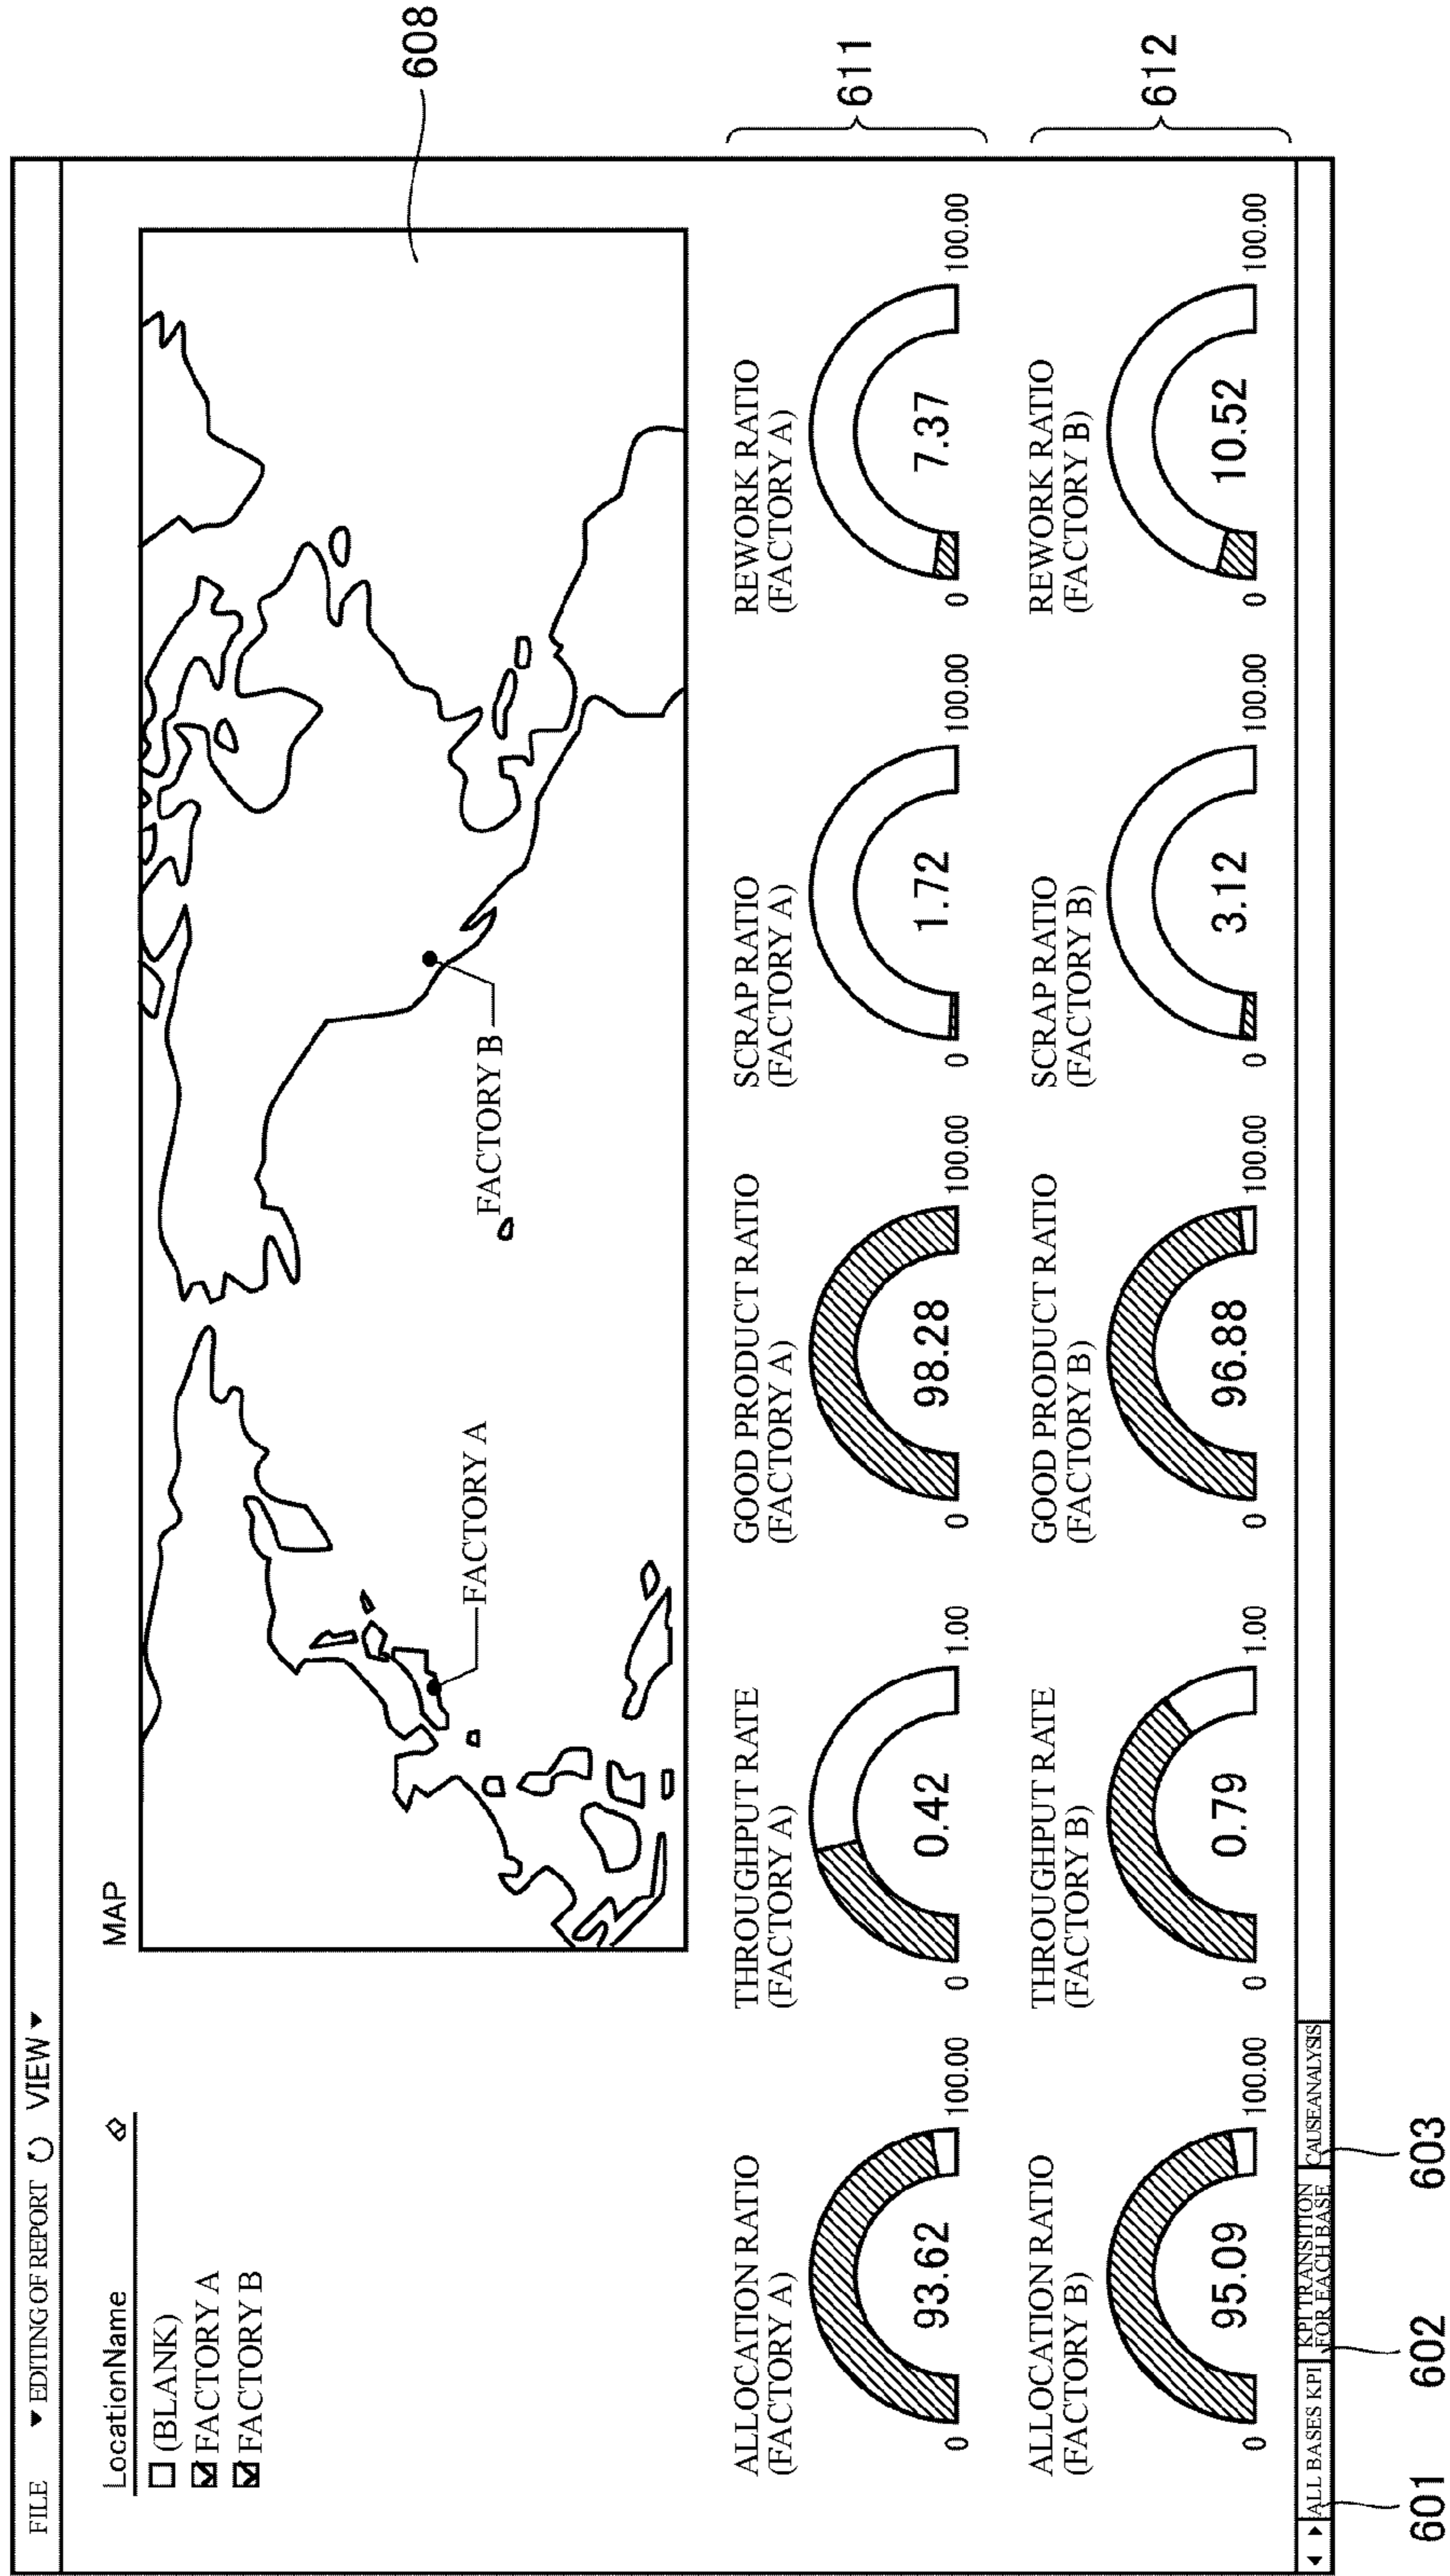 FILE ▼ EDITING OF REPORT ↻ VIEW ▼
LocationName
☐ (BLANK)
☑ FACTORY A
☑ FACTORY B
MAP
FACTORY A
FACTORY B
608
ALLOCATION RATIO
(FACTORY A)
93.62
0
100.00
THROUGHPUT RATE
(FACTORY A)
0.42
0
1.00
GOOD PRODUCT RATIO
(FACTORY A)
98.28
0
100.00
SCRAP RATIO
(FACTORY A)
1.72
0
100.00
REWORK RATIO
(FACTORY A)
7.37
0
100.00
611
ALLOCATION RATIO
(FACTORY B)
95.09
0
100.00
THROUGHPUT RATE
(FACTORY B)
0.79
0
1.00
GOOD PRODUCT RATIO
(FACTORY B)
96.88
0
100.00
SCRAP RATIO
(FACTORY B)
3.12
0
100.00
REWORK RATIO
(FACTORY B)
10.52
0
100.00
612
ALL BASES KPI
KPI TRANSITION
FOR EACH BASE
CAUSEANALYSIS
601
602
603